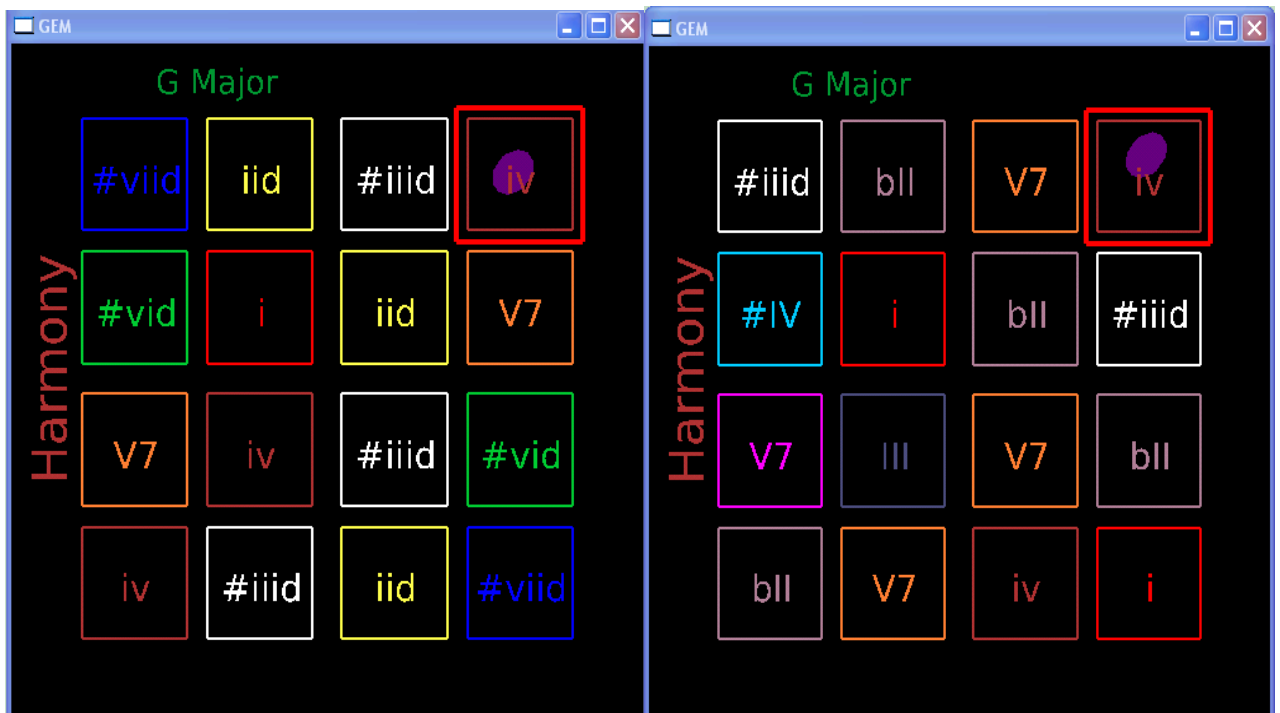 GEM
G Major
#viid iid #iiid iv
#vid i iid V7
V7 iv #iiid #vid
iv #iiid iid #viid
Harmony
GEM
G Major
#iiid bII V7 iv
#IV i bII #iiid
V7 III V7 bII
bII V7 iv i
Harmony